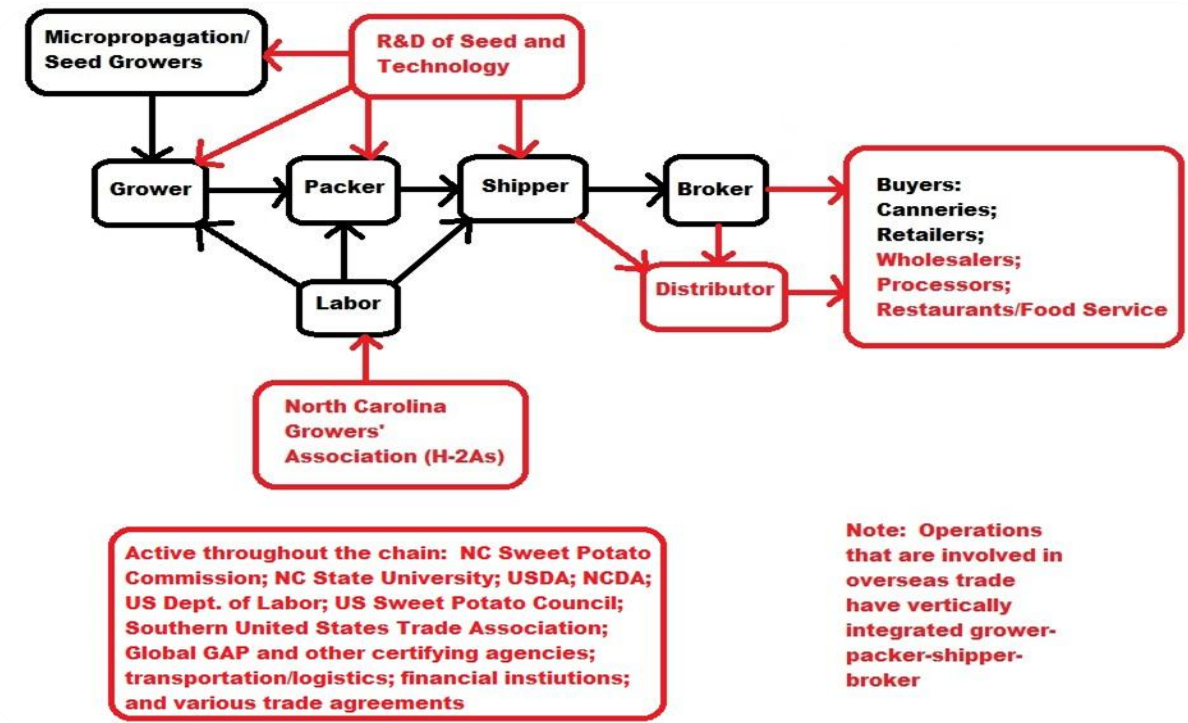 Micropropagation/
Seed Growers
R&D of Seed and
Technology
Grower
Packer
Shipper
Broker
Buyers:
Canneries;
Retailers;
Wholesalers;
Processors;
Restaurants/Food Service
Distributor
Labor
North Carolina
Growers'
Association (H-2As)
Active throughout the chain:  NC Sweet Potato
Commission; NC State University; USDA; NCDA;
US Dept. of Labor; US Sweet Potato Council;
Southern United States Trade Association;
Global GAP and other certifying agencies;
transportation/logistics; financial instiutions;
and various trade agreements
Note:  Operations
that are involved in
overseas trade
have vertically
integrated grower-
packer-shipper-
broker